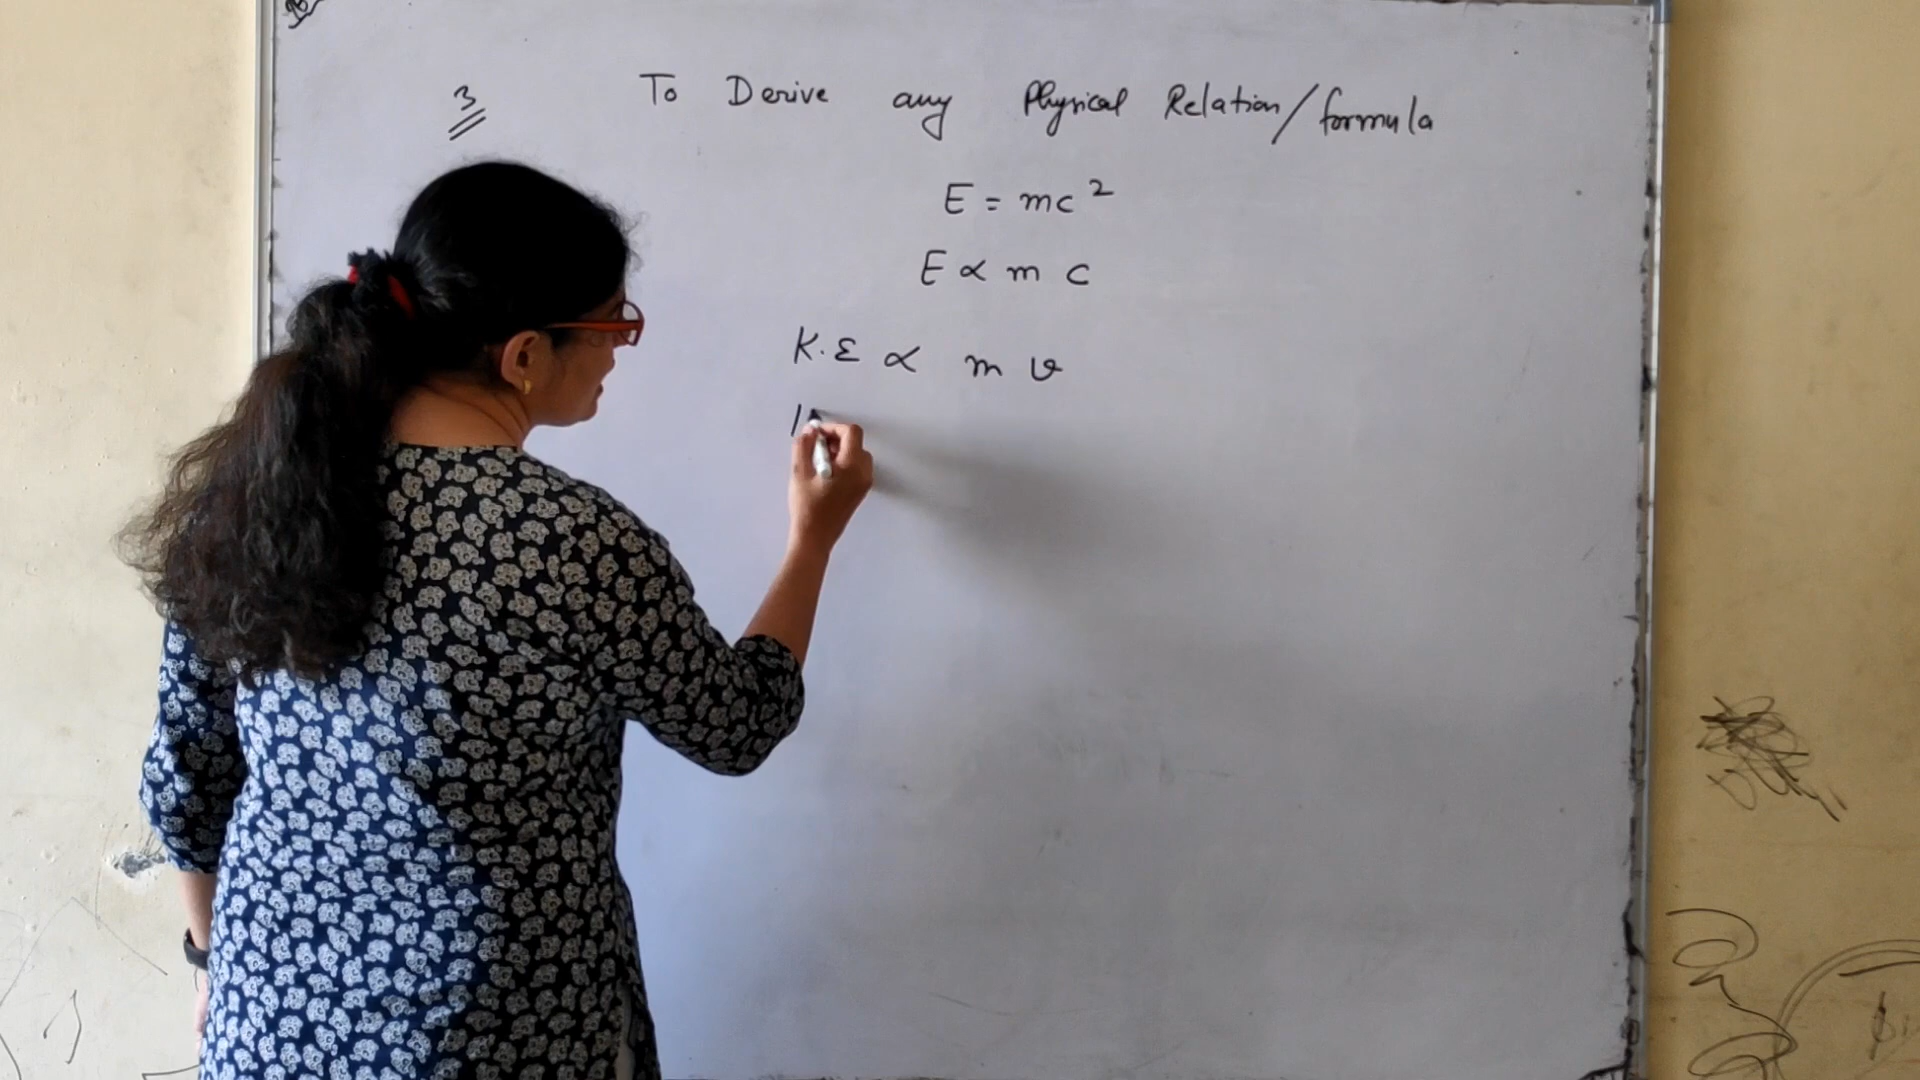 3 To Derive any Physical Relation/formula
E = mc²
E ∝ m c
K.E ∝ m v